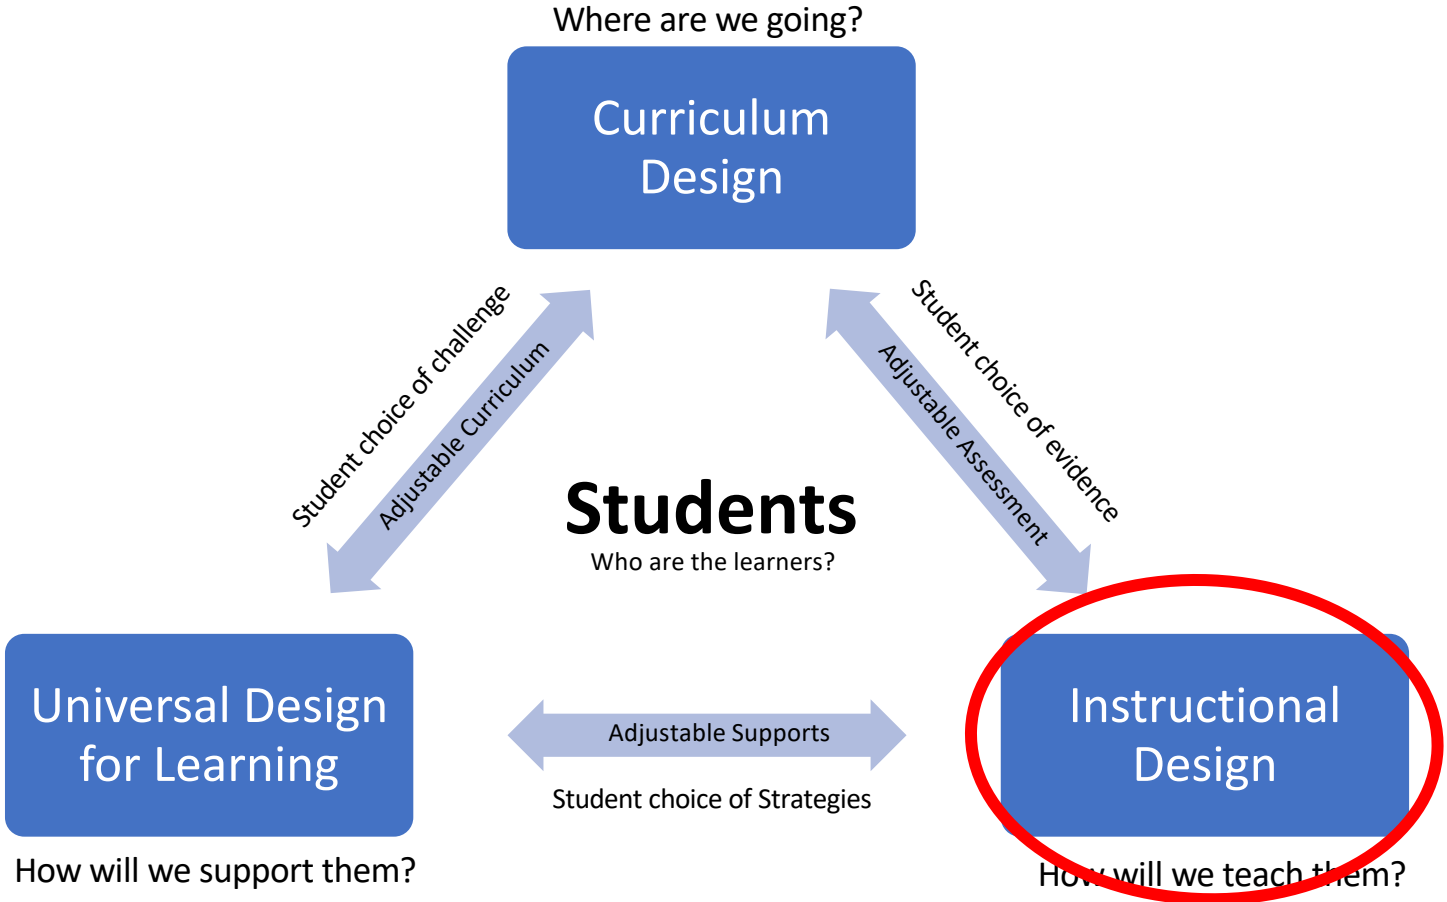 Where are we going?
Curriculum
Design
Student choice of challenge
Adjustable Curriculum
Student choice of evidence
Adjustable Assessment
Students
Who are the learners?
Universal Design
for Learning
Adjustable Supports
Student choice of Strategies
Instructional
Design
How will we support them?
How will we teach them?